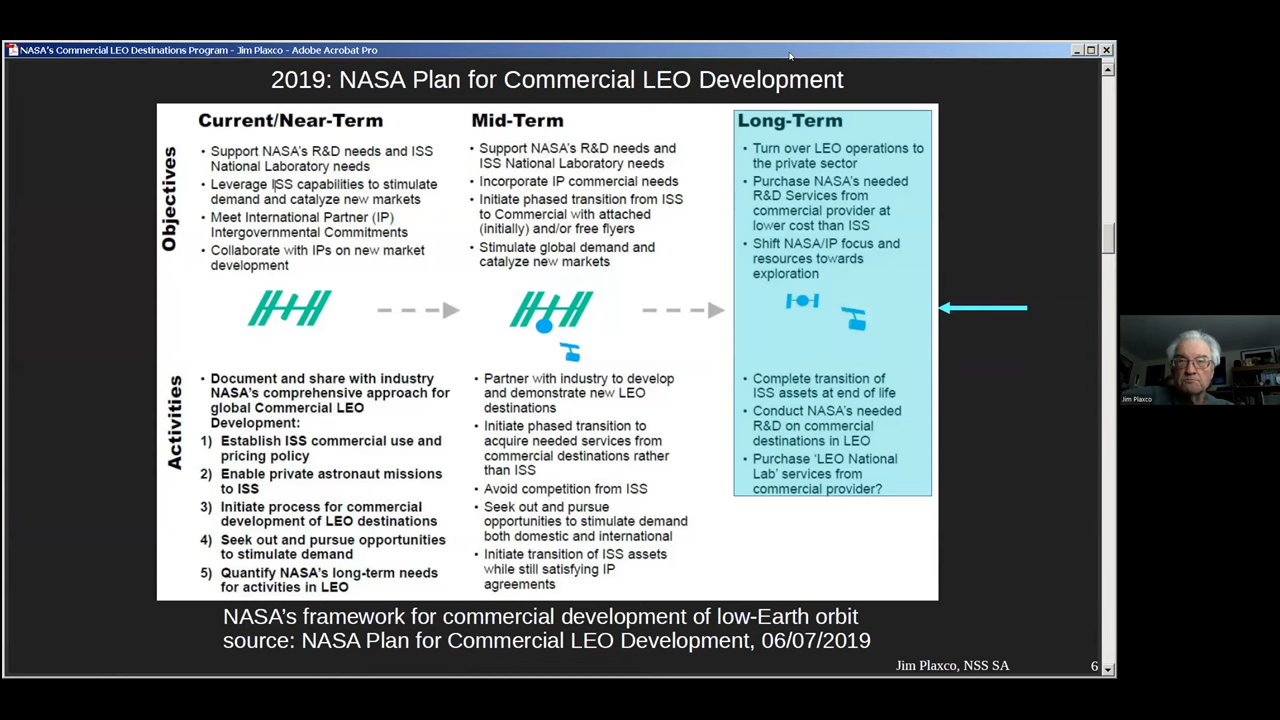 NASA's Commercial LEO Destinations Program - Jim Plaxco - Adobe Acrobat Pro
2019: NASA Plan for Commercial LEO Development
Objectives
Current/Near-Term
• Support NASA's R&D needs and ISS
National Laboratory needs
• Leverage ISS capabilities to stimulate
demand and catalyze new markets
• Meet International Partner (IP)
Intergovernmental Commitments
• Collaborate with IPs on new market
development
Mid-Term
• Support NASA's R&D needs and
ISS National Laboratory needs
• Incorporate IP commercial needs
• Initiate phased transition from ISS
to Commercial with attached
(initially) and/or free flyers
• Stimulate global demand and
catalyze new markets
Long-Term
• Turn over LEO operations to
the private sector
• Purchase NASA's needed
R&D Services from
commercial provider at
lower cost than ISS
• Shift NASA/IP focus and
resources towards
exploration
Activities
• Document and share with industry
NASA's comprehensive approach for
global Commercial LEO
Development:
1) Establish ISS commercial use and
pricing policy
2) Enable private astronaut missions
to ISS
3) Initiate process for commercial
development of LEO destinations
4) Seek out and pursue opportunities
to stimulate demand
5) Quantify NASA's long-term needs
for activities in LEO
• Partner with industry to develop
and demonstrate new LEO
destinations
• Initiate phased transition to
acquire needed services from
commercial destinations rather
than ISS
• Avoid competition from ISS
• Seek out and pursue
opportunities to stimulate demand
both domestic and international
• Initiate transition of ISS assets
while still satisfying IP
agreements
• Complete transition of
ISS assets at end of life
• Conduct NASA's needed
R&D on commercial
destinations in LEO
• Purchase 'LEO National
Lab' services from
commercial provider?
NASA's framework for commercial development of low-Earth orbit
source: NASA Plan for Commercial LEO Development, 06/07/2019
Jim Plaxco, NSS SA
6
Jim Plaxco